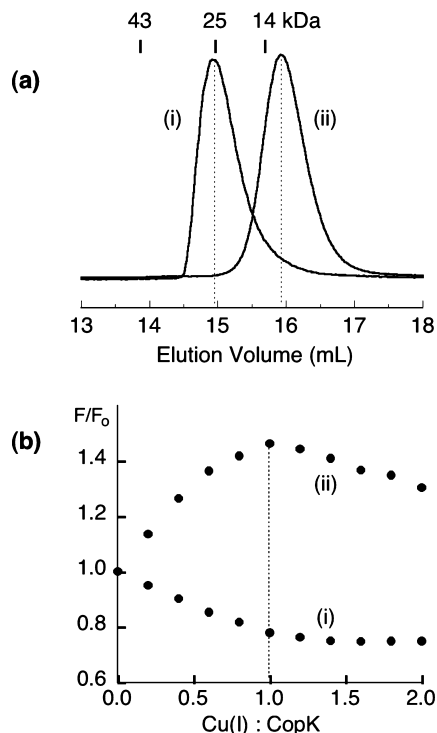 43 25 14 kDa
(a)
(i) (ii)
13 14 15 16 17 18
Elution Volume (mL)
F/Fo
(b)
1.4
(ii)
1.2
1.0
(i)
0.8
0.6
0.0 0.5 1.0 1.5 2.0
Cu(I) : CopK